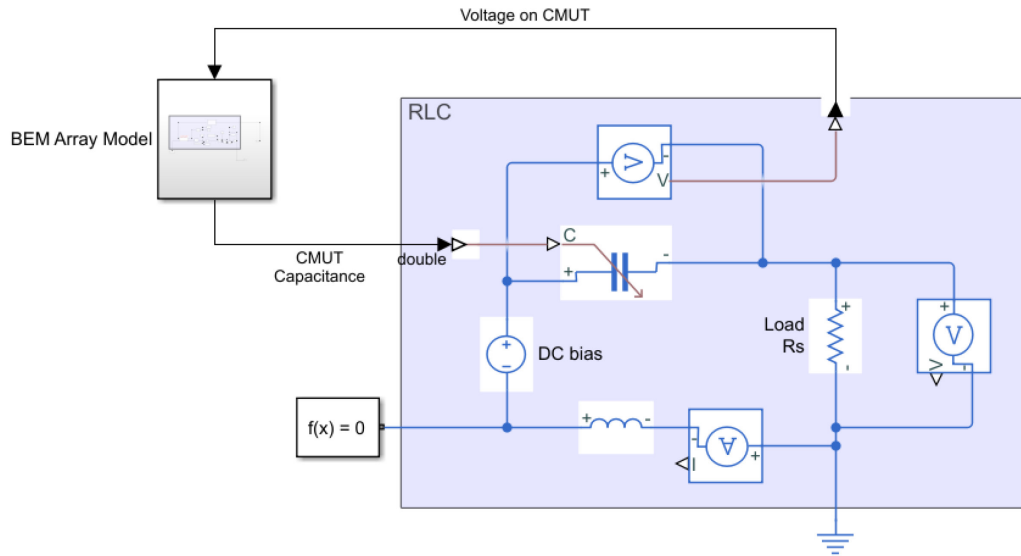 Voltage on CMUT
RLC
BEM Array Model
V
+
-
V
C
CMUT
Capacitance
double
+
-
+
-
DC bias
Load
Rs
+
-
+
V
V
-
f(x) = 0
+
-
-
A
+
I